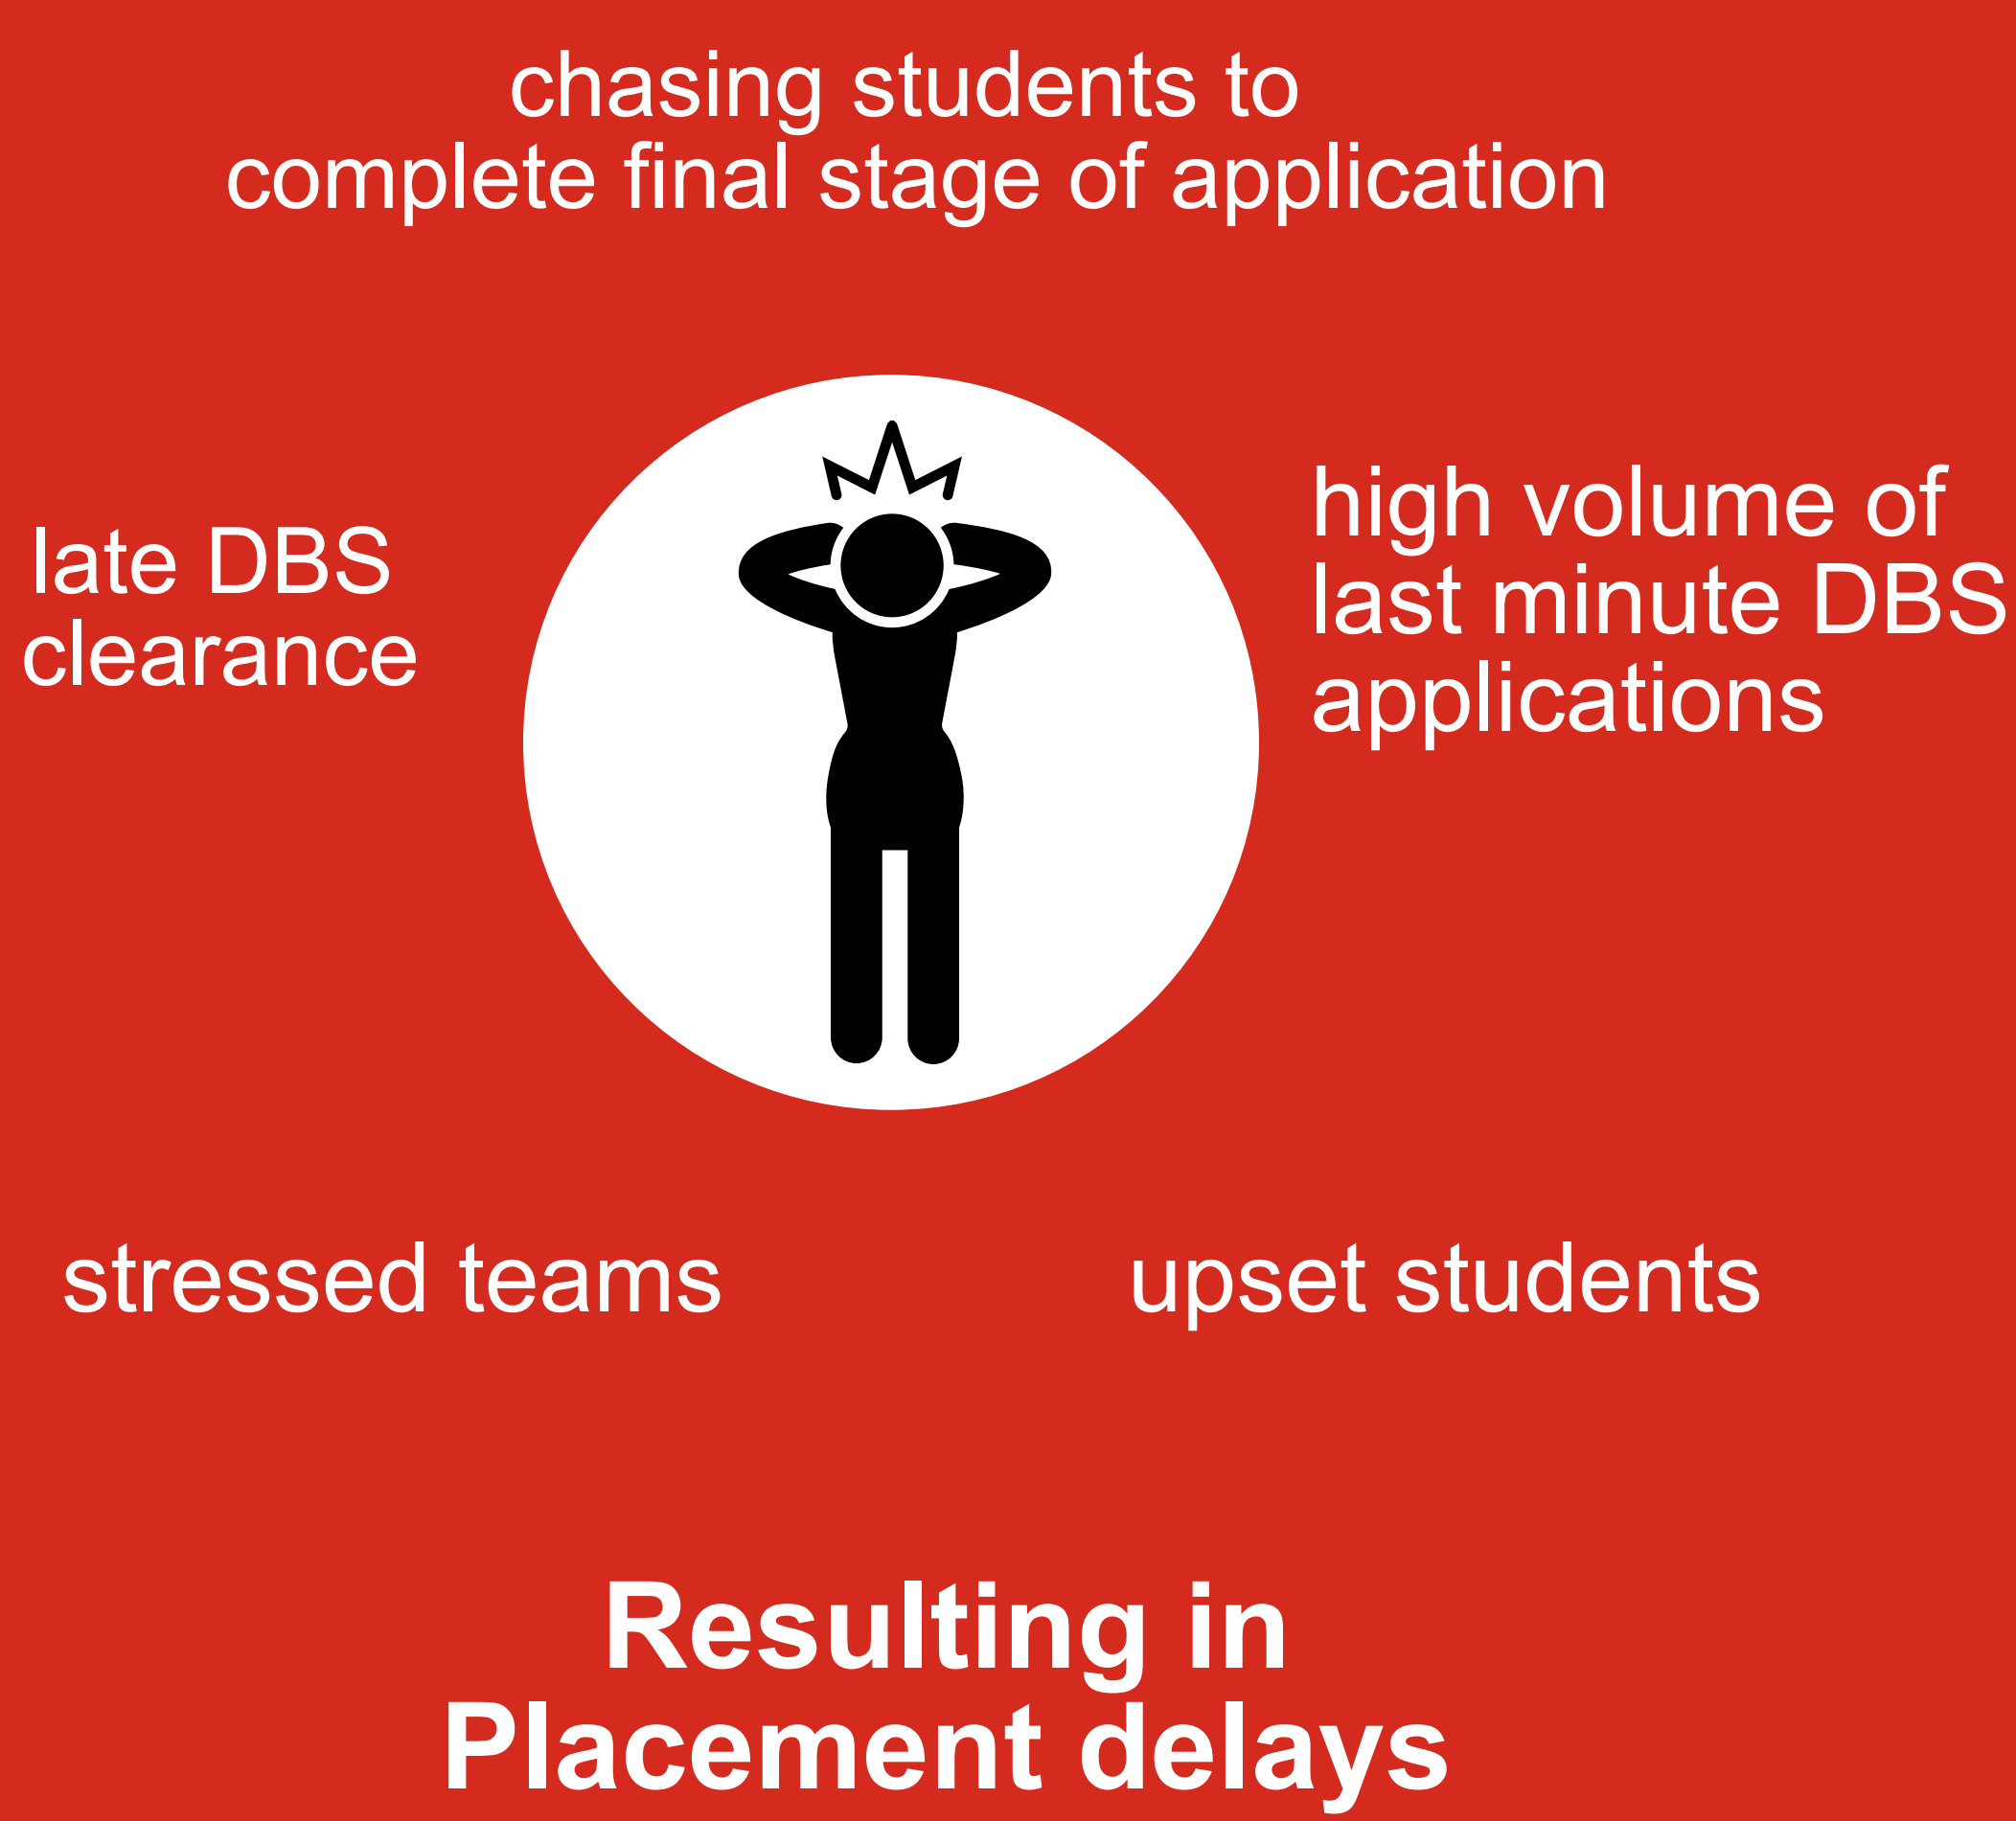 chasing students to
complete final stage of application
late DBS
clearance
high volume of
last minute DBS
applications
stressed teams
upset students
Resulting in
Placement delays